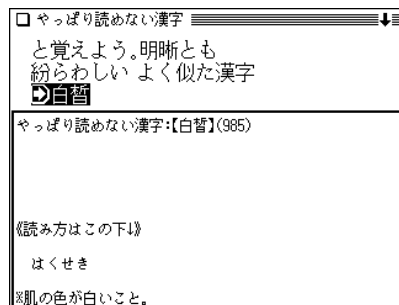 やっぱり読めない漢字
と覚えよう。明晰とも
紛らわしい よく似た漢字
白皙
やっぱり読めない漢字:【白皙】(985)
《読み方はこの下↓》
はくせき
※肌の色が白いこと。